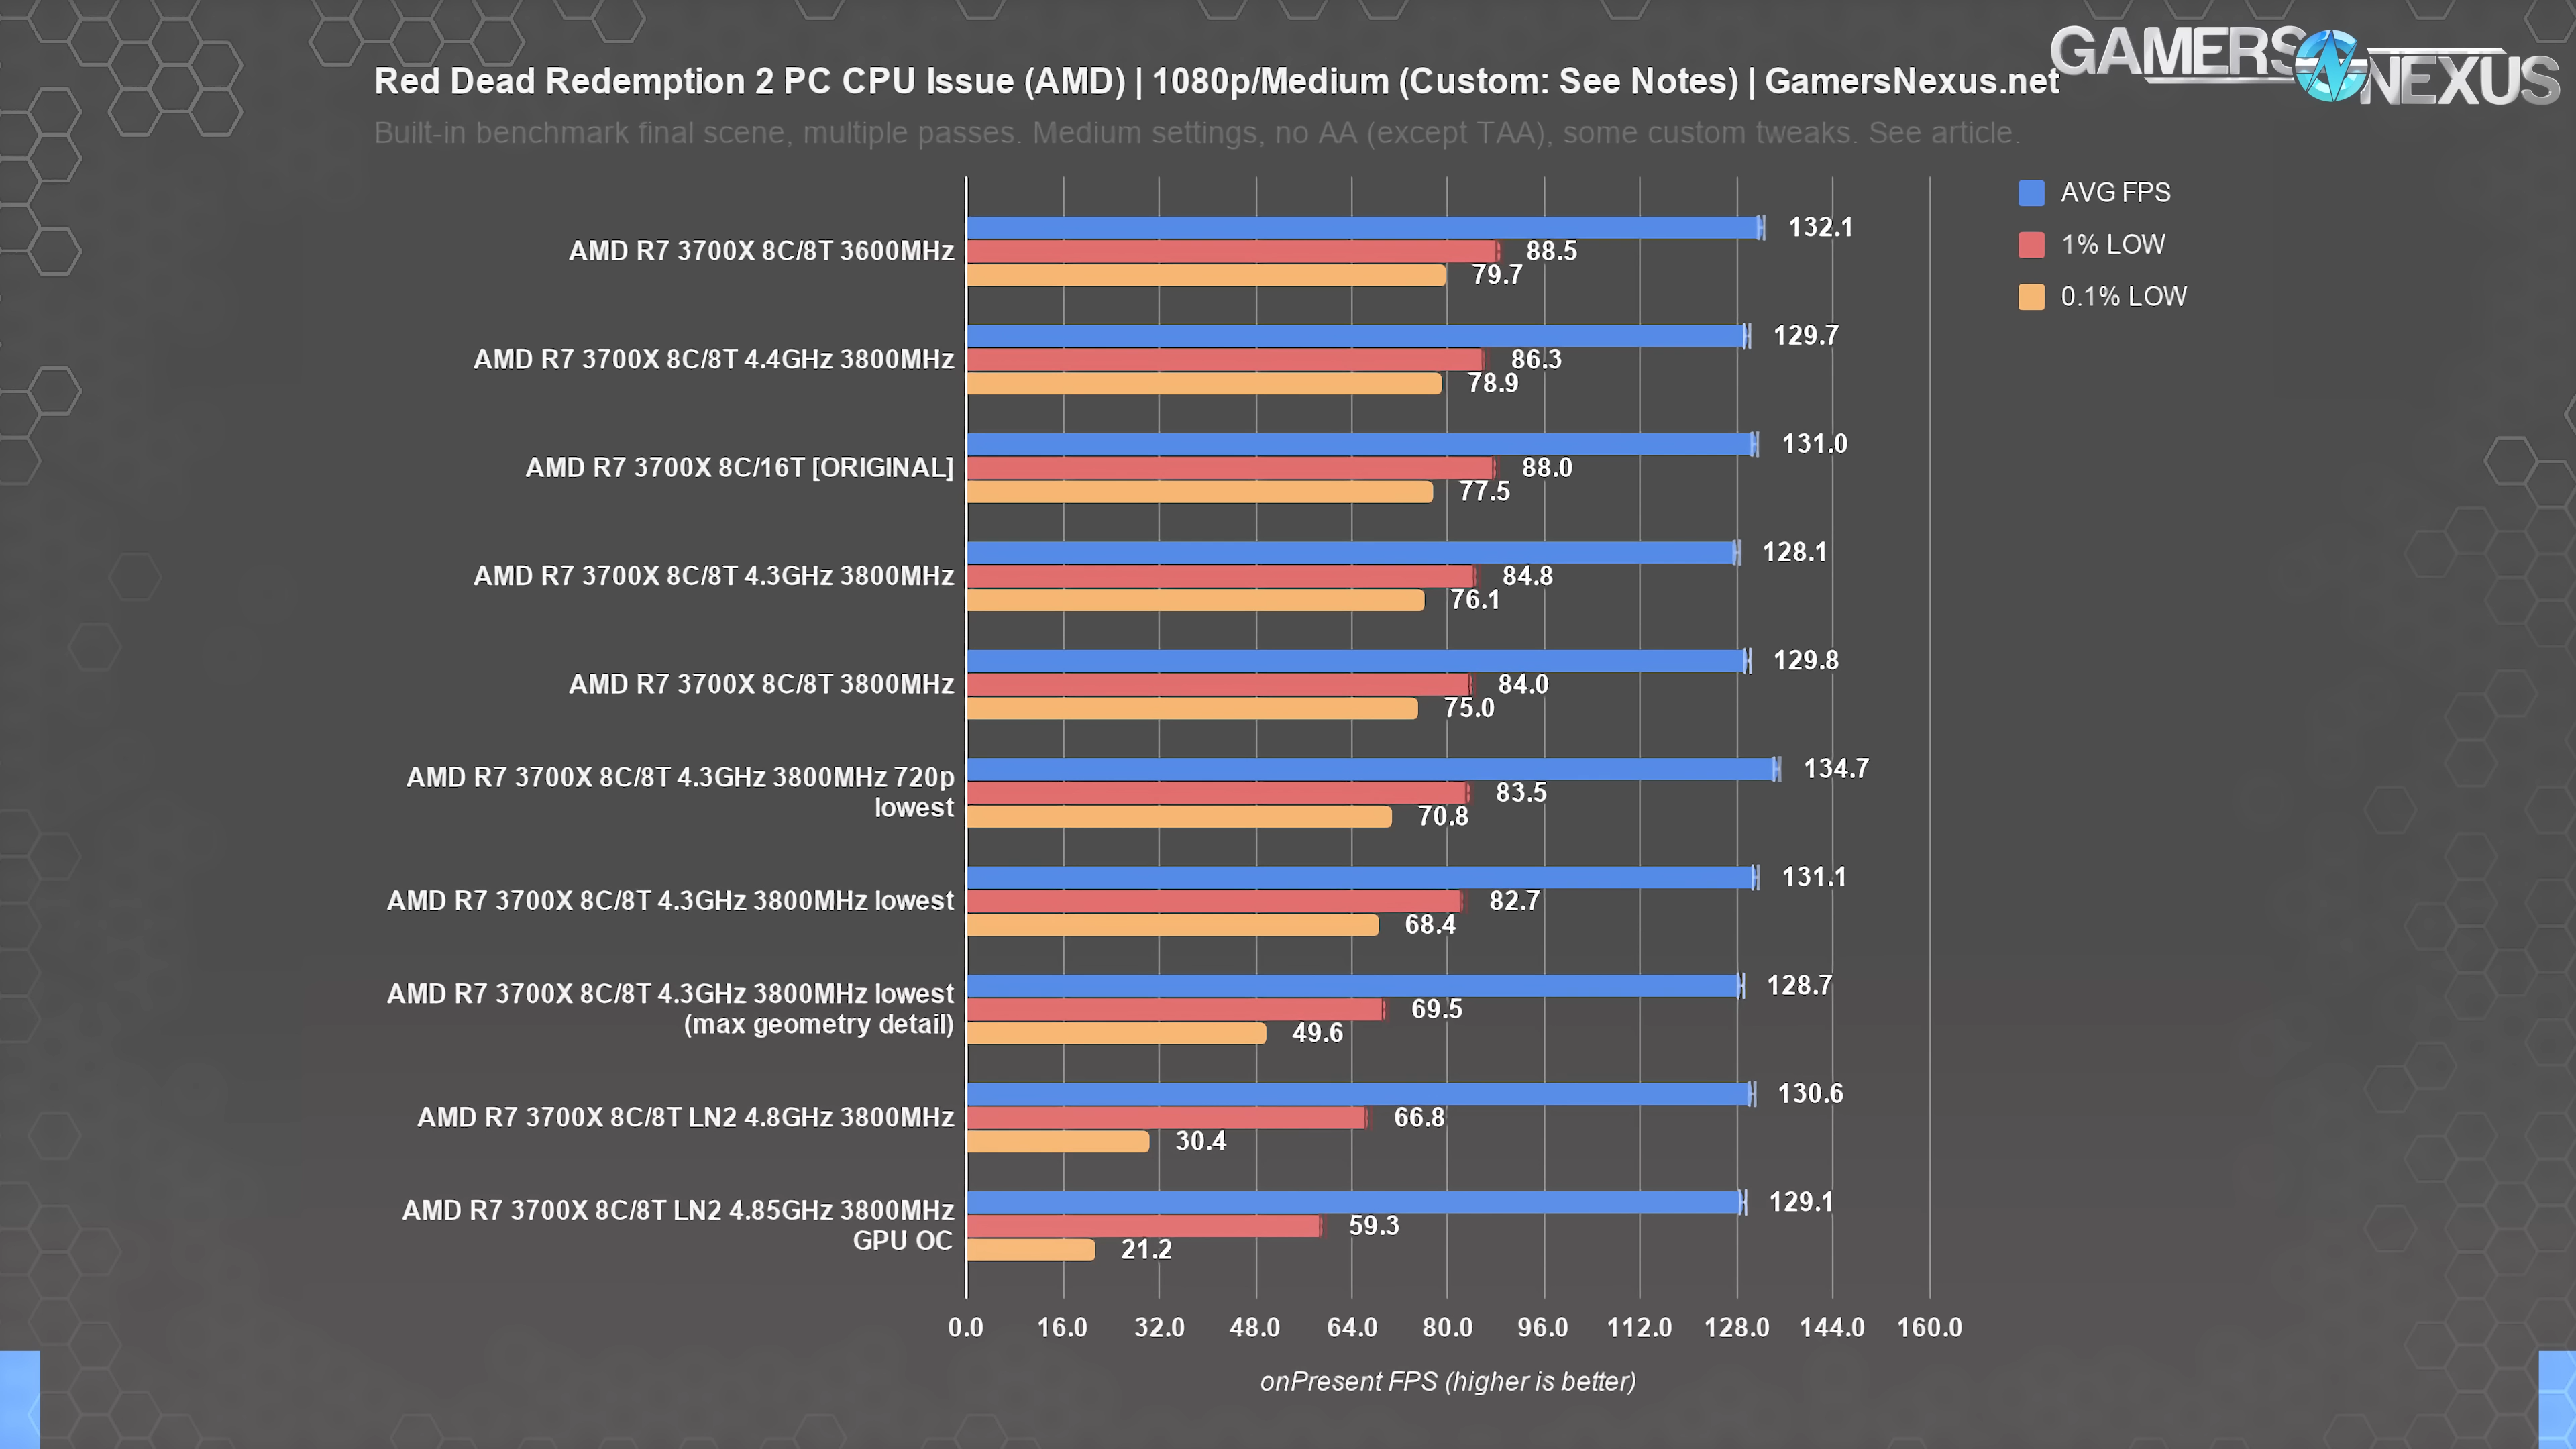 GAMERS NEXUS
Red Dead Redemption 2 PC CPU Issue (AMD) | 1080p/Medium (Custom: See Notes) | GamersNexus.net
Built-in benchmark final scene, multiple passes. Medium settings, no AA (except TAA), some custom tweaks. See article.
AVG FPS
1% LOW
0.1% LOW
AMD R7 3700X 8C/8T 3600MHz
132.1
88.5
79.7
AMD R7 3700X 8C/8T 4.4GHz 3800MHz
129.7
86.3
78.9
AMD R7 3700X 8C/16T [ORIGINAL]
131.0
88.0
77.5
AMD R7 3700X 8C/8T 4.3GHz 3800MHz
128.1
84.8
76.1
AMD R7 3700X 8C/8T 3800MHz
129.8
84.0
75.0
AMD R7 3700X 8C/8T 4.3GHz 3800MHz 720p
lowest
134.7
83.5
70.8
AMD R7 3700X 8C/8T 4.3GHz 3800MHz lowest
131.1
82.7
68.4
AMD R7 3700X 8C/8T 4.3GHz 3800MHz lowest
(max geometry detail)
128.7
69.5
49.6
AMD R7 3700X 8C/8T LN2 4.8GHz 3800MHz
130.6
66.8
30.4
AMD R7 3700X 8C/8T LN2 4.85GHz 3800MHz
GPU OC
129.1
59.3
21.2
0.0 16.0 32.0 48.0 64.0 80.0 96.0 112.0 128.0 144.0 160.0
onPresent FPS (higher is better)